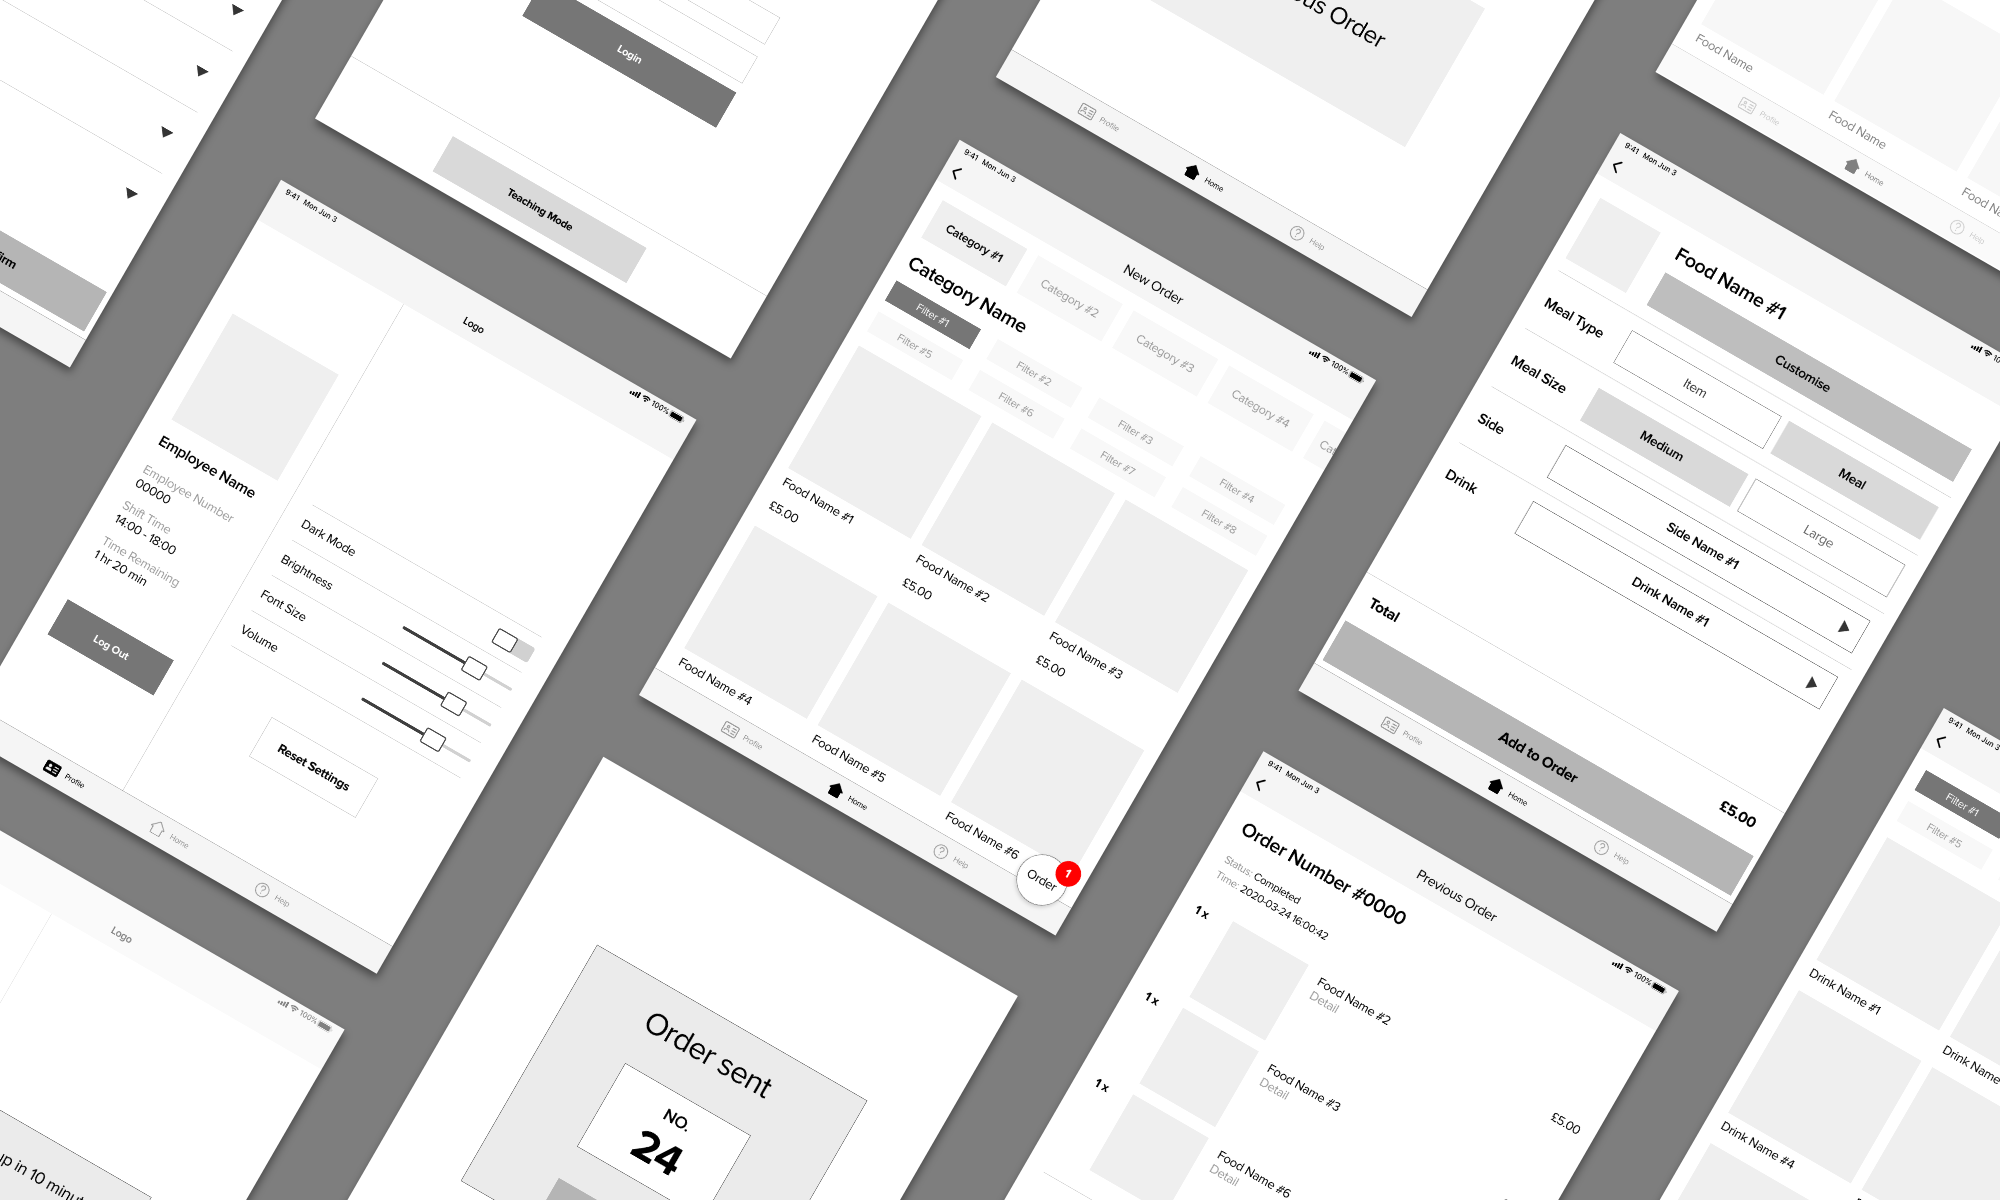 firm
Login
Teaching Mode
us Order
Profile
Home
Help
Food Name
Food Name
Profile
Home
Help
9:41 Mon Jun 3
Logo
100%
Employee Name
Employee Number
00000
Shift Time
14:00 - 18:00
Time Remaining
1 hr 20 min
Log Out
Dark Mode
Brightness
Font Size
Volume
Reset Settings
Profile
Home
Help
9:41 Mon Jun 3
New Order
100%
Category #1
Category #2
Category #3
Category #4
Cat
Category Name
Filter #1
Filter #2
Filter #3
Filter #4
Filter #5
Filter #6
Filter #7
Filter #8
Food Name #1
£5.00
Food Name #2
£5.00
Food Name #3
£5.00
Food Name #4
Food Name #5
Food Name #6
Order
1
Profile
Home
Help
9:41 Mon Jun 3
Food Name #1
Customise
Meal Type
Item
Meal
Meal Size
Medium
Large
Side
Side Name #1
Drink
Drink Name #1
Total
£5.00
Add to Order
Profile
Home
Help
Logo
100%
up in 10 minut
Order sent
NO.
24
9:41 Mon Jun 3
Previous Order
100%
Order Number #0000
Status: Completed
Time: 2020-03-24 16:00:42
1x
Food Name #2
Detail
1x
Food Name #3
Detail
£5.00
1x
Food Name #6
Detail
9:41 Mon Jun 3
Filter #1
Filter #5
Drink Name #1
Drink Name
Drink Name #4